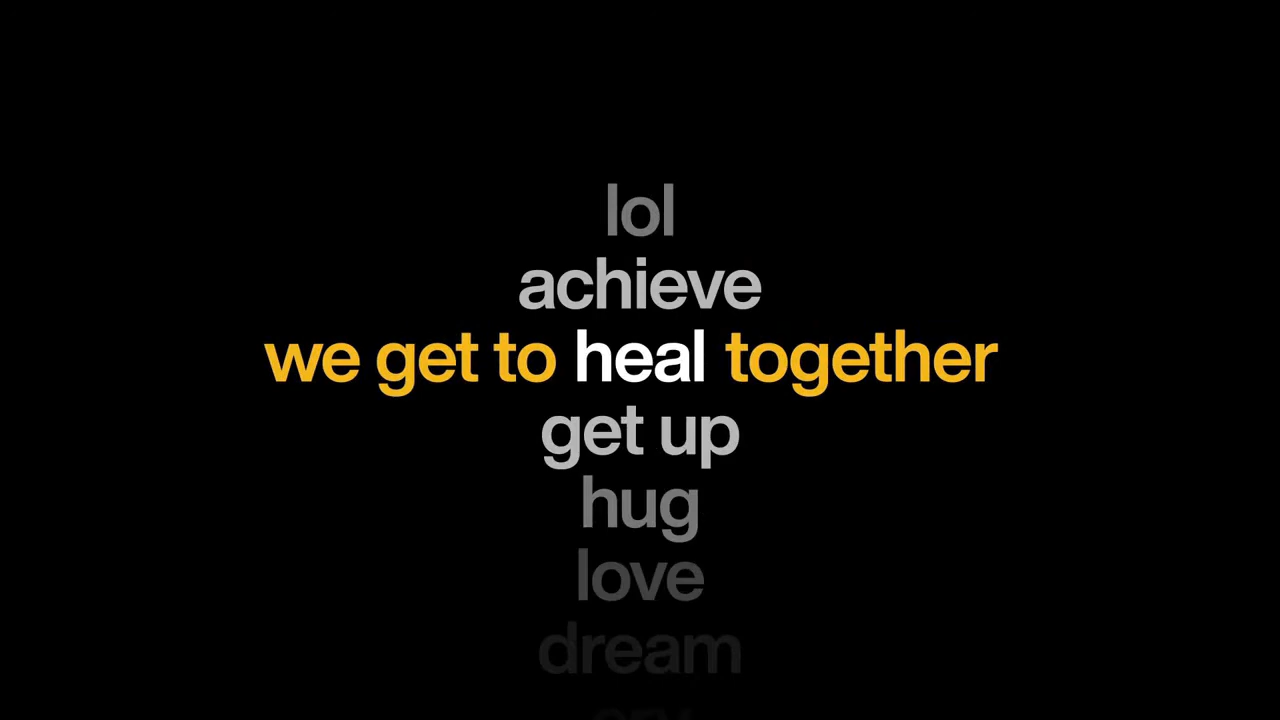 lol
achieve
we get to heal together
get up
hug
love
dream